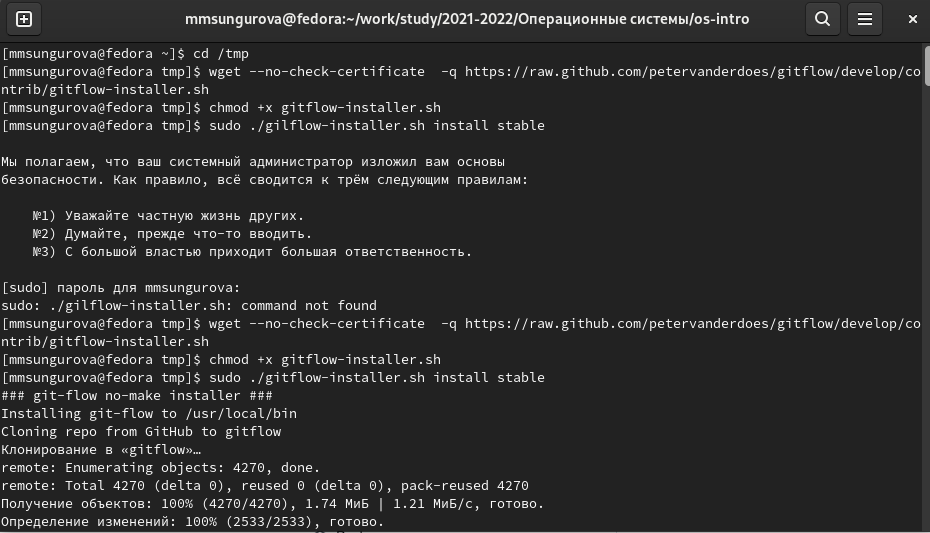 mmsungurova@fedora:~/work/study/2021-2022/Операционные системы/os-intro
[mmsungurova@fedora ~]$ cd /tmp
[mmsungurova@fedora tmp]$ wget --no-check-certificate  -q https://raw.github.com/petervanderdoes/gitflow/develop/co
ntrib/gitflow-installer.sh
[mmsungurova@fedora tmp]$ chmod +x gitflow-installer.sh
[mmsungurova@fedora tmp]$ sudo ./gilflow-installer.sh install stable
Мы полагаем, что ваш системный администратор изложил вам основы
безопасности. Как правило, всё сводится к трём следующим правилам:
№1) Уважайте частную жизнь других.
№2) Думайте, прежде что-то вводить.
№3) С большой властью приходит большая ответственность.
[sudo] пароль для mmsungurova:
sudo: ./gilflow-installer.sh: command not found
[mmsungurova@fedora tmp]$ wget --no-check-certificate  -q https://raw.github.com/petervanderdoes/gitflow/develop/co
ntrib/gitflow-installer.sh
[mmsungurova@fedora tmp]$ chmod +x gitflow-installer.sh
[mmsungurova@fedora tmp]$ sudo ./gitflow-installer.sh install stable
### git-flow no-make installer ###
Installing git-flow to /usr/local/bin
Cloning repo from GitHub to gitflow
Клонирование в «gitflow»…
remote: Enumerating objects: 4270, done.
remote: Total 4270 (delta 0), reused 0 (delta 0), pack-reused 4270
Получение объектов: 100% (4270/4270), 1.74 МиБ | 1.21 МиБ/с, готово.
Определение изменений: 100% (2533/2533), готово.